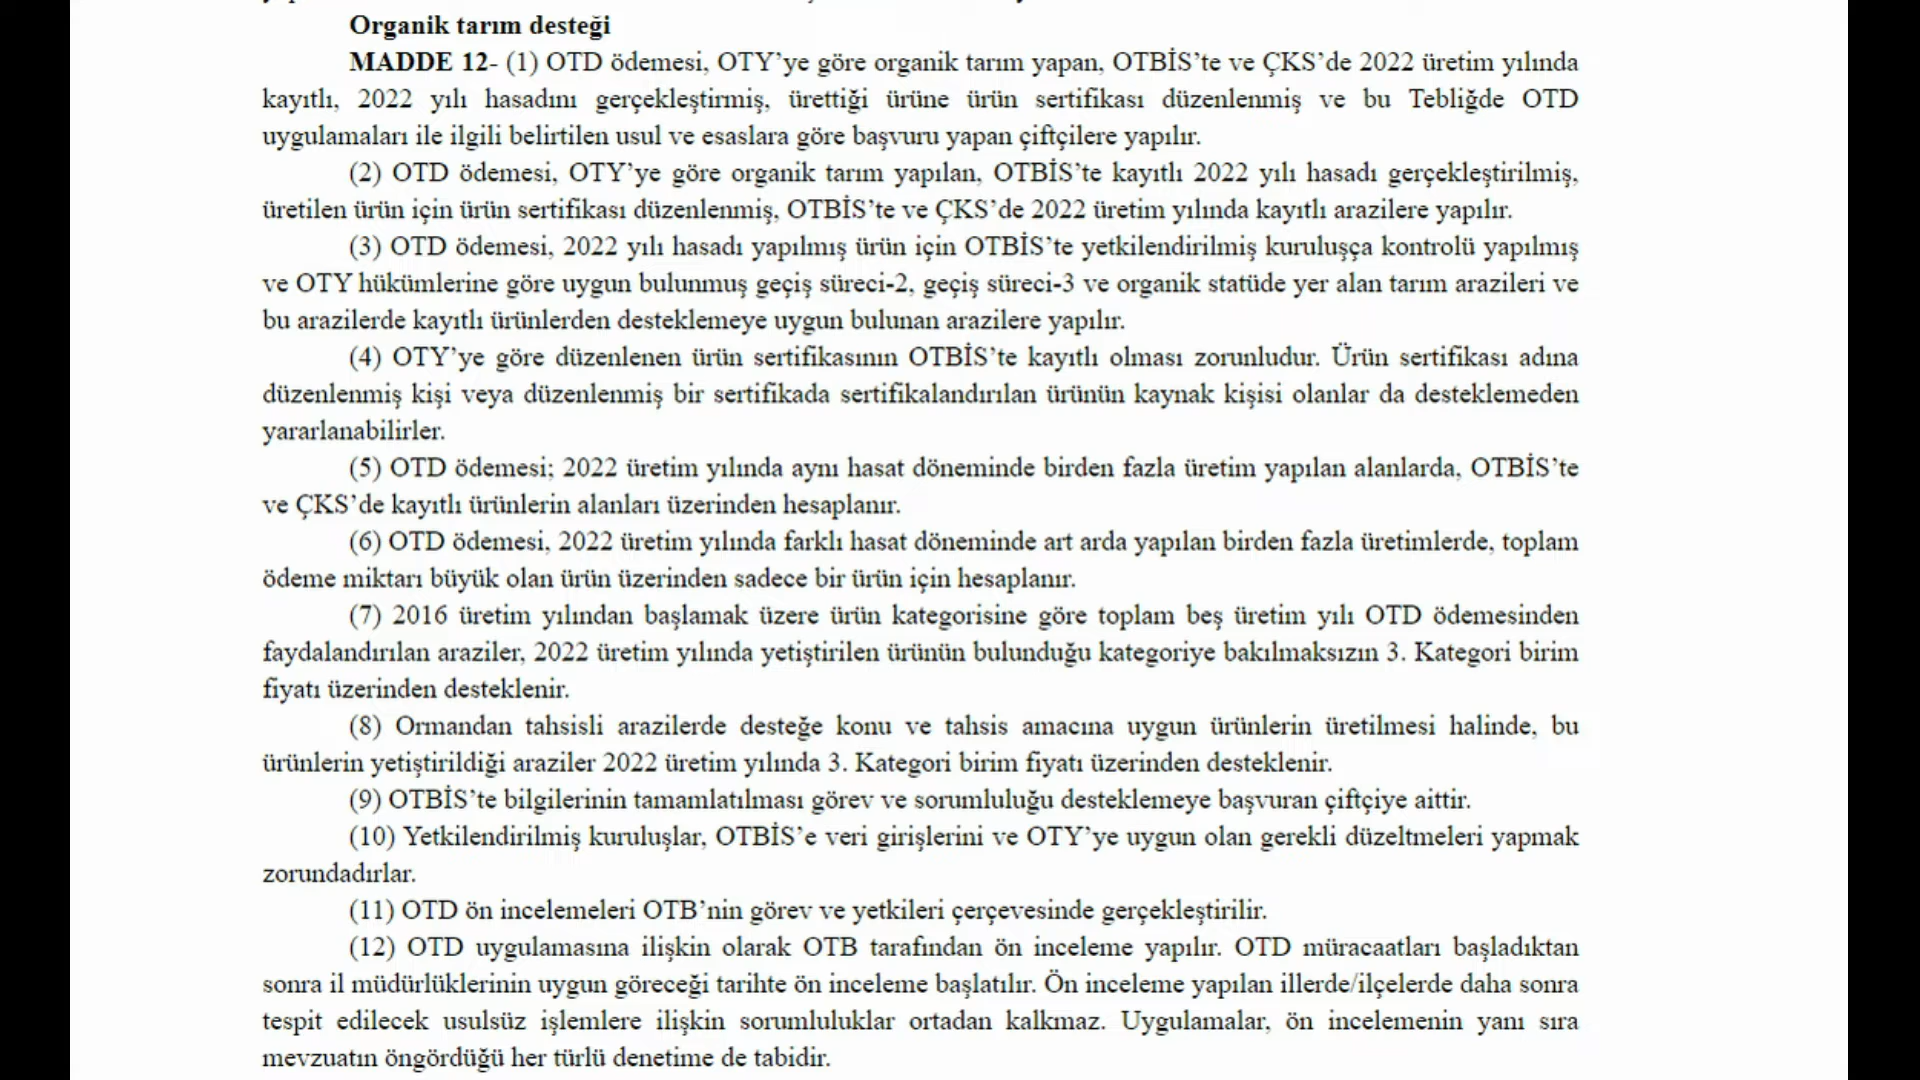 Organik tarım desteği
MADDE 12- (1) OTD ödemesi, OTY’ye göre organik tarım yapan, OTBİS’te ve ÇKS’de 2022 üretim yılında
kayıtlı, 2022 yılı hasadını gerçekleştirmiş, ürettiği ürüne ürün sertifikası düzenlenmiş ve bu Tebliğde OTD
uygulamaları ile ilgili belirtilen usul ve esaslara göre başvuru yapan çiftçilere yapılır.
(2) OTD ödemesi, OTY’ye göre organik tarım yapılan, OTBİS’te kayıtlı 2022 yılı hasadı gerçekleştirilmiş,
üretilen ürün için ürün sertifikası düzenlenmiş, OTBİS’te ve ÇKS’de 2022 üretim yılında kayıtlı arazilere yapılır.
(3) OTD ödemesi, 2022 yılı hasadı yapılmış ürün için OTBİS’te yetkilendirilmiş kuruluşça kontrolü yapılmış
ve OTY hükümlerine göre uygun bulunmuş geçiş süreci-2, geçiş süreci-3 ve organik statüde yer alan tarım arazileri ve
bu arazilerde kayıtlı ürünlerden desteklemeye uygun bulunan arazilere yapılır.
(4) OTY’ye göre düzenlenen ürün sertifikasının OTBİS’te kayıtlı olması zorunludur. Ürün sertifikası adına
düzenlenmiş kişi veya düzenlenmiş bir sertifikada sertifikalandırılan ürünün kaynak kişisi olanlar da desteklemeden
yararlanabilirler.
(5) OTD ödemesi; 2022 üretim yılında aynı hasat döneminde birden fazla üretim yapılan alanlarda, OTBİS’te
ve ÇKS’de kayıtlı ürünlerin alanları üzerinden hesaplanır.
(6) OTD ödemesi, 2022 üretim yılında farklı hasat döneminde art arda yapılan birden fazla üretimlerde, toplam
ödeme miktarı büyük olan ürün üzerinden sadece bir ürün için hesaplanır.
(7) 2016 üretim yılından başlamak üzere ürün kategorisine göre toplam beş üretim yılı OTD ödemesinden
faydalandırılan araziler, 2022 üretim yılında yetiştirilen ürünün bulunduğu kategoriye bakılmaksızın 3. Kategori birim
fiyatı üzerinden desteklenir.
(8) Ormandan tahsisli arazilerde desteğe konu ve tahsis amacına uygun ürünlerin üretilmesi halinde, bu
ürünlerin yetiştirildiği araziler 2022 üretim yılında 3. Kategori birim fiyatı üzerinden desteklenir.
(9) OTBİS’te bilgilerinin tamamlatılması görev ve sorumluluğu desteklemeye başvuran çiftçiye aittir.
(10) Yetkilendirilmiş kuruluşlar, OTBİS’e veri girişlerini ve OTY’ye uygun olan gerekli düzeltmeleri yapmak
zorundadırlar.
(11) OTD ön incelemeleri OTB’nin görev ve yetkileri çerçevesinde gerçekleştirilir.
(12) OTD uygulamasına ilişkin olarak OTB tarafından ön inceleme yapılır. OTD müracaatları başladıktan
sonra il müdürlüklerinin uygun göreceği tarihte ön inceleme başlatılır. Ön inceleme yapılan illerde/ilçelerde daha sonra
tespit edilecek usulsüz işlemlere ilişkin sorumluluklar ortadan kalkmaz. Uygulamalar, ön incelemenin yanı sıra
mevzuatın öngördüğü her türlü denetime de tabidir.